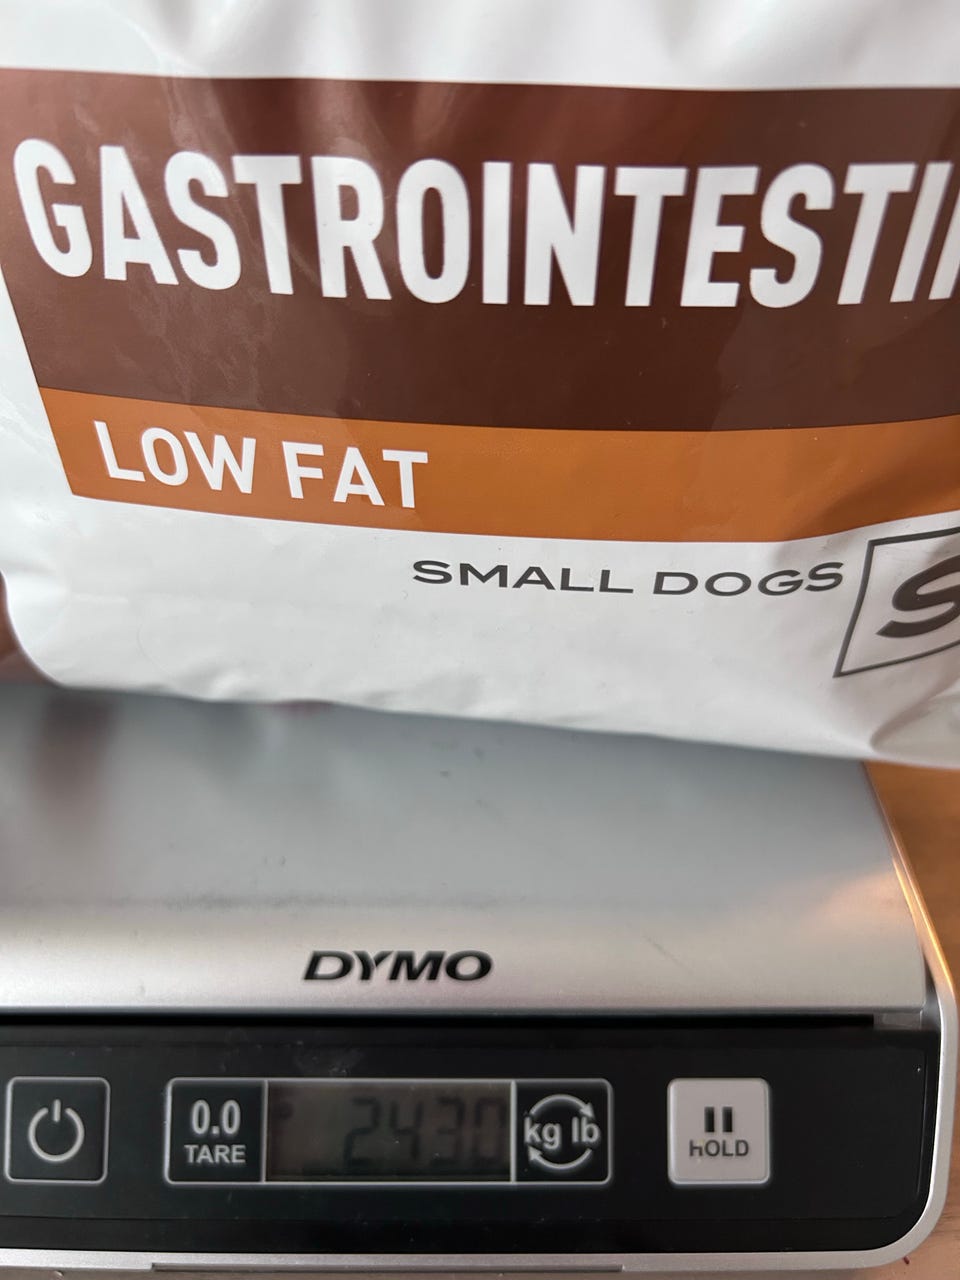 GASTROINTESTI
LOW FAT
SMALL DOGS S
DYMO
0.0
TARE
2430
kg lb
HOLD